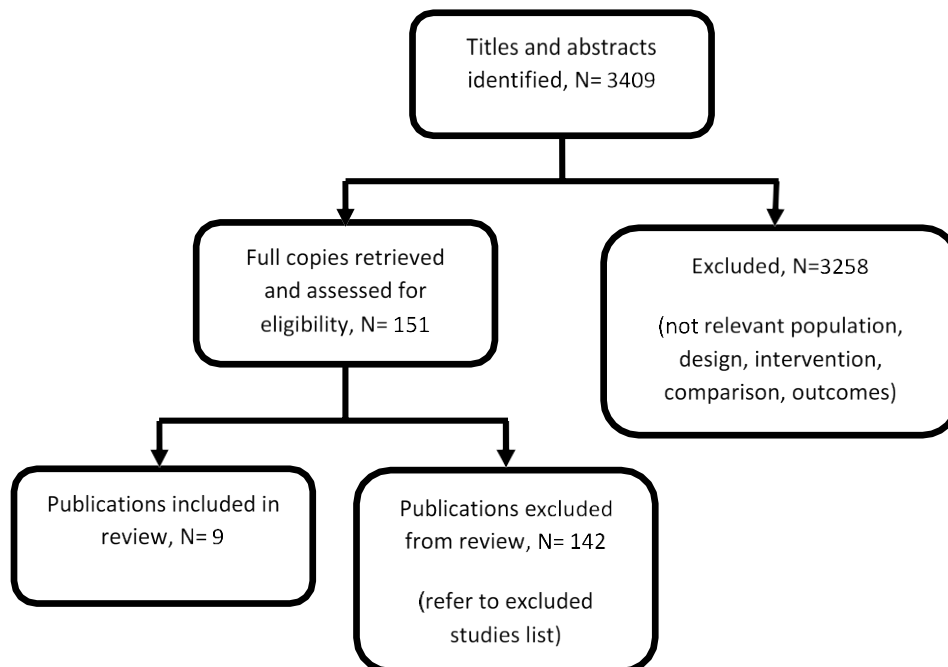 Titles and abstracts
identified, N= 3409
Full copies retrieved
and assessed for
eligibility, N= 151
Excluded, N=3258
(not relevant population,
design, intervention,
comparison, outcomes)
Publications included in
review, N= 9
Publications excluded
from review, N= 142
(refer to excluded
studies list)